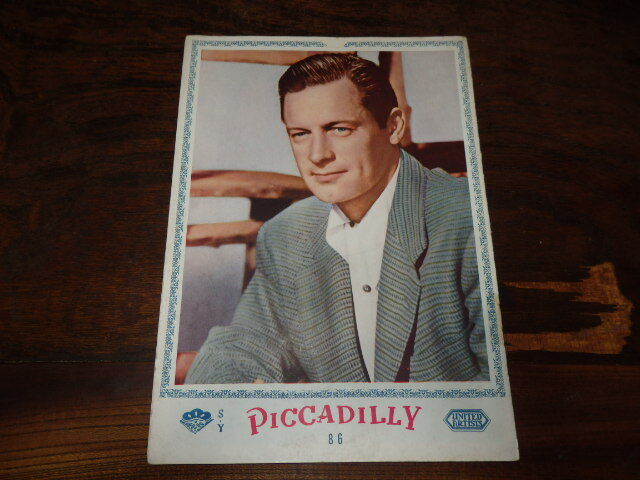 S
Y
PICCADILLY
86
UNITED
ARTISTS